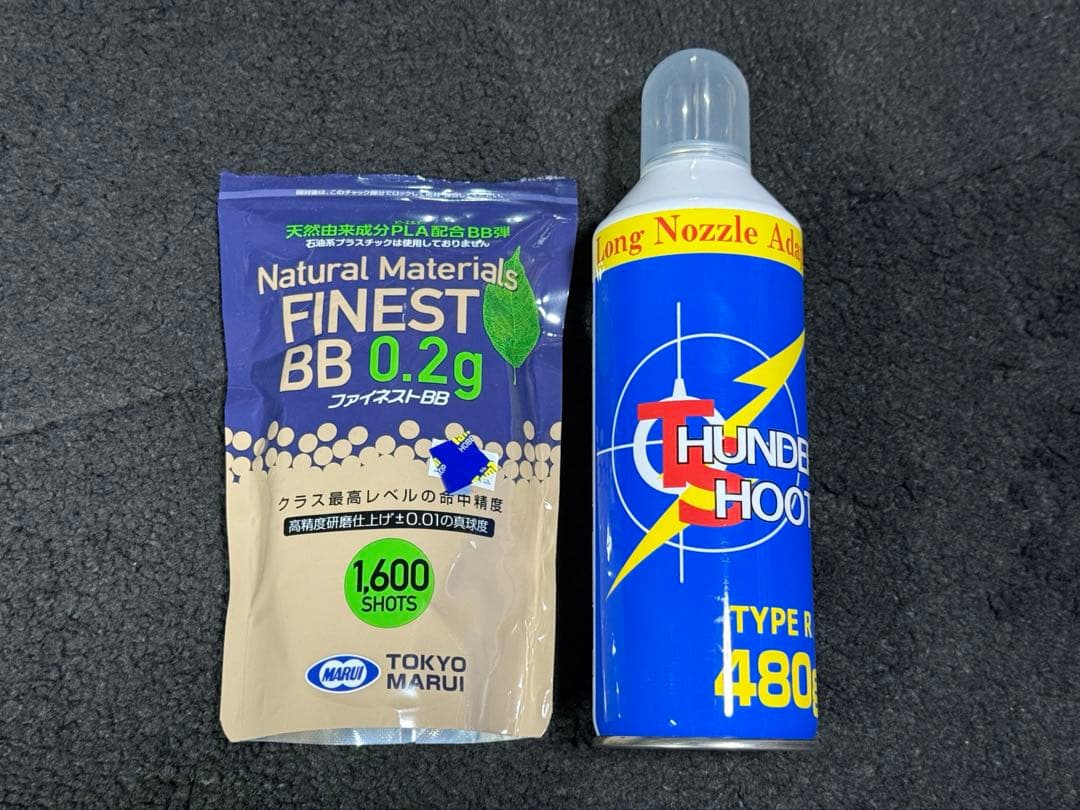 天然由来成分PLA配合BB弾
石油系プラスチックは使用しておりません
Natural Materials
FINEST
BB 0.2g
ファイネストBB
クラス最高レベルの命中精度
高精度研磨仕上げ±0.01の真球度
1,600
SHOTS
MARUI
TOKYO
MARUI
Long Nozzle Ada
THUNDE
SHOOT
TYPE R
480g